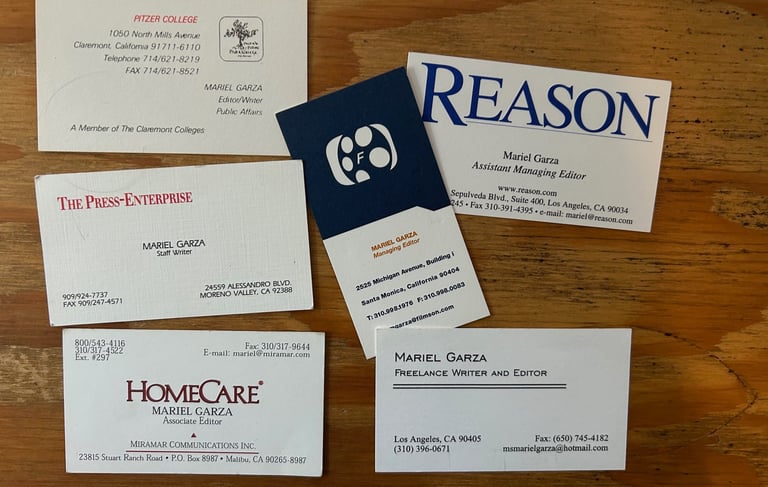 PITZER COLLEGE
1050 North Mills Avenue
Claremont, California 91711-6110
Telephone 714/621-8219
FAX 714/621-8521
MARIEL GARZA
Editor/Writer
Public Affairs
A Member of The Claremont Colleges
REASON
Mariel Garza
Assistant Managing Editor
www.reason.com
Sepulveda Blvd., Suite 400, Los Angeles, CA 90034
745 • Fax 310-391-4395 • e-mail: mariel@reason.com
F
MARIEL GARZA
Managing Editor
2525 Michigan Avenue, Building I
Santa Monica, California 90404
T: 310.998.1976 F: 310.998.0083
mgarza@filmson.com
THE PRESS-ENTERPRISE
MARIEL GARZA
Staff Writer
909/924-7737
FAX 909/247-4571
24559 ALESSANDRO BLVD.
MORENO VALLEY, CA 92388
800/543-4116
310/317-4522
Ext. #297
Fax: 310/317-9644
E-mail: mariel@miramar.com
HOMECARE®
MARIEL GARZA
Associate Editor
MIRAMAR COMMUNICATIONS INC.
23815 Stuart Ranch Road • P.O. Box 8987 • Malibu, CA 90265-8987
MARIEL GARZA
FREELANCE WRITER AND EDITOR
Los Angeles, CA 90405
(310) 396-0671
Fax: (650) 745-4182
msmarielgarza@hotmail.com